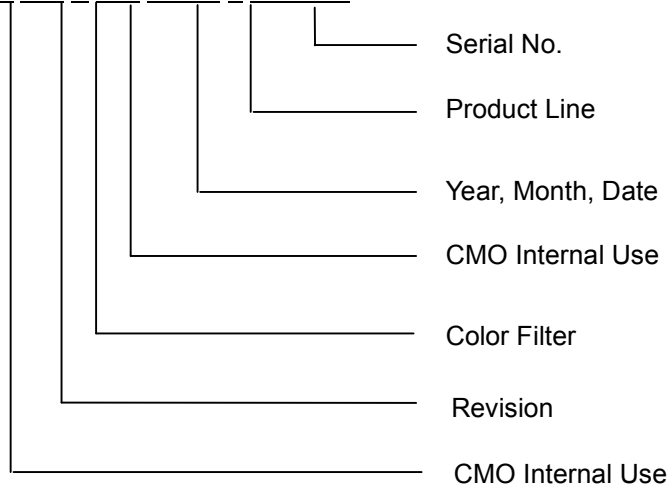 Serial No.
Product Line
Year, Month, Date
CMO Internal Use
Color Filter
Revision
CMO Internal Use